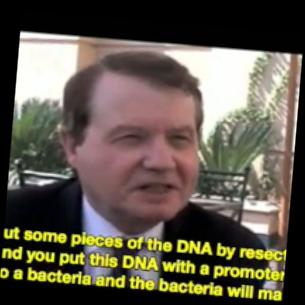 ut some pieces of the DNA by resect
nd you put this DNA with a promoter
o a bacteria and the bacteria will ma